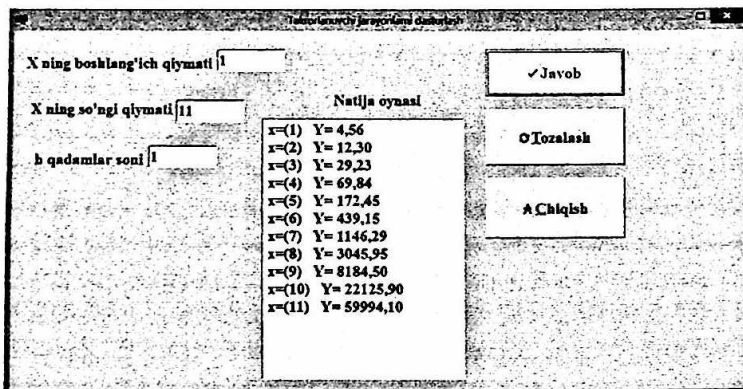 Takrorlanuvchi jarayonlarni dasturlash
X ning boshlang'ich qiymati 1
X ning so'ngi qiymati 11
h qadamlar soni 1
Natija oynasi
x=(1) Y= 4,56
x=(2) Y= 12,30
x=(3) Y= 29,23
x=(4) Y= 69,84
x=(5) Y= 172,45
x=(6) Y= 439,15
x=(7) Y= 1146,29
x=(8) Y= 3045,95
x=(9) Y= 8184,50
x=(10) Y= 22125,90
x=(11) Y= 59994,10
Javob
Tozalash
Chiqish